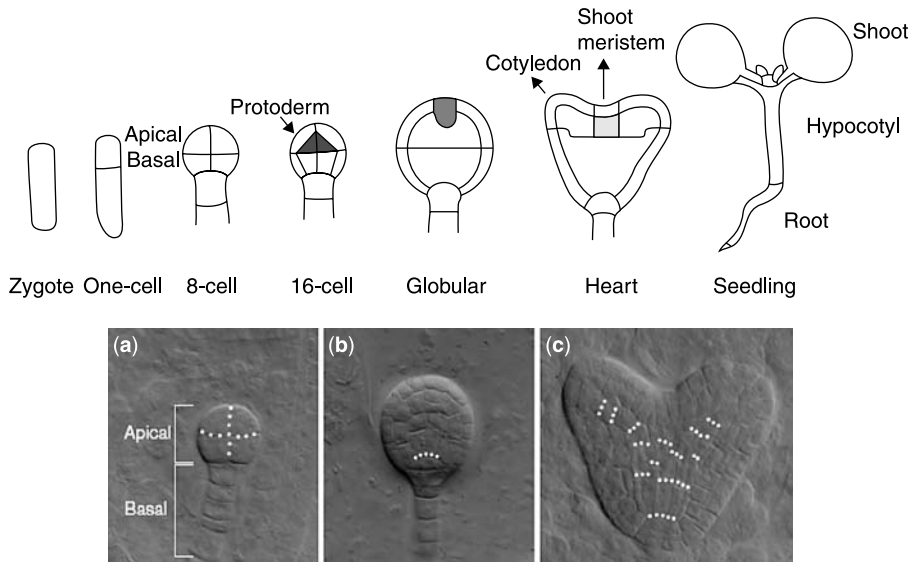 Shoot
meristem
Shoot
Cotyledon
Protoderm
Apical
Basal
Hypocotyl
Root
Zygote One-cell 8-cell 16-cell Globular Heart Seedling
(a) (b) (c)
Apical
Basal